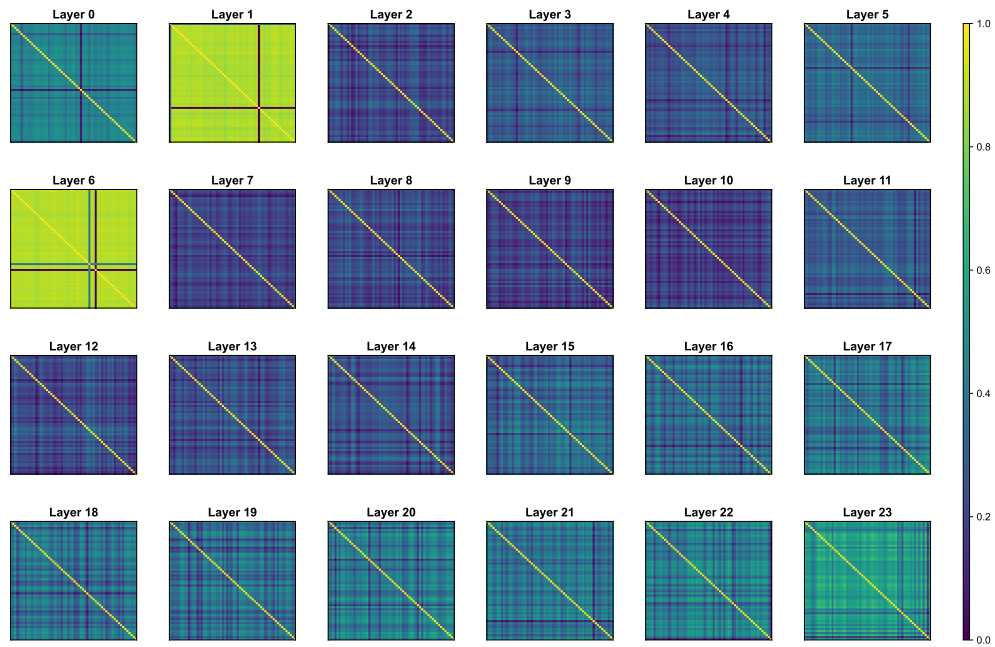 Layer 0 Layer 1 Layer 2 Layer 3 Layer 4 Layer 5
Layer 6 Layer 7 Layer 8 Layer 9 Layer 10 Layer 11
Layer 12 Layer 13 Layer 14 Layer 15 Layer 16 Layer 17
Layer 18 Layer 19 Layer 20 Layer 21 Layer 22 Layer 23
1.0
0.8
0.6
0.4
0.2
0.0